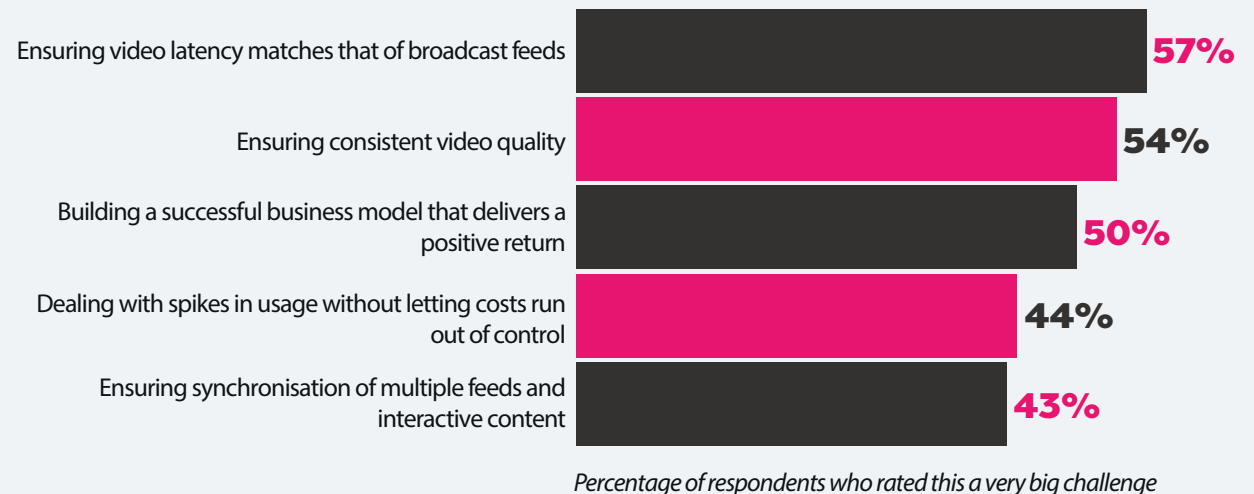 Ensuring video latency matches that of broadcast feeds
57%
Ensuring consistent video quality
54%
Building a successful business model that delivers a
positive return
50%
Dealing with spikes in usage without letting costs run
out of control
44%
Ensuring synchronisation of multiple feeds and
interactive content
43%
Percentage of respondents who rated this a very big challenge